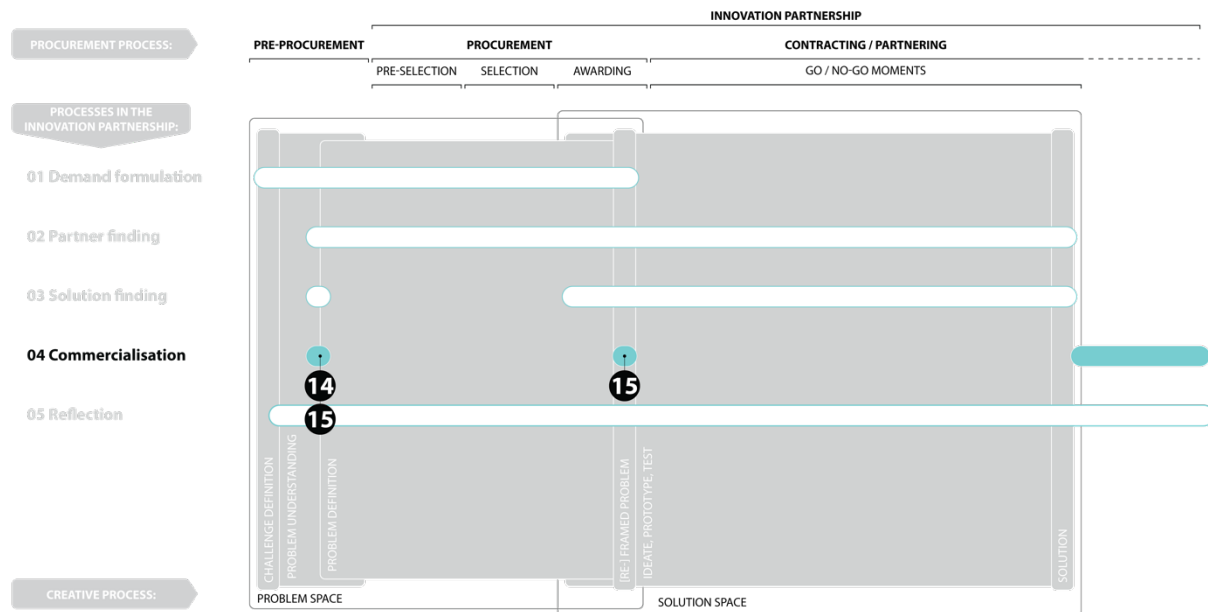 INNOVATION PARTNERSHIP
PROCUREMENT PROCESS:
PRE-PROCUREMENT
PROCUREMENT
CONTRACTING / PARTNERING
PRE-SELECTION
SELECTION
AWARDING
GO / NO-GO MOMENTS
PROCESSES IN THE
INNOVATION PARTNERSHIP:
01 Demand formulation
02 Partner finding
03 Solution finding
04 Commercialisation
14
15
15
05 Reflection
CHALLENGE DEFINITION
PROBLEM UNDERSTANDING
PROBLEM DEFINITION
[RE-] FRAMED PROBLEM
IDEATE, PROTOTYPE, TEST
SOLUTION
CREATIVE PROCESS:
PROBLEM SPACE
SOLUTION SPACE